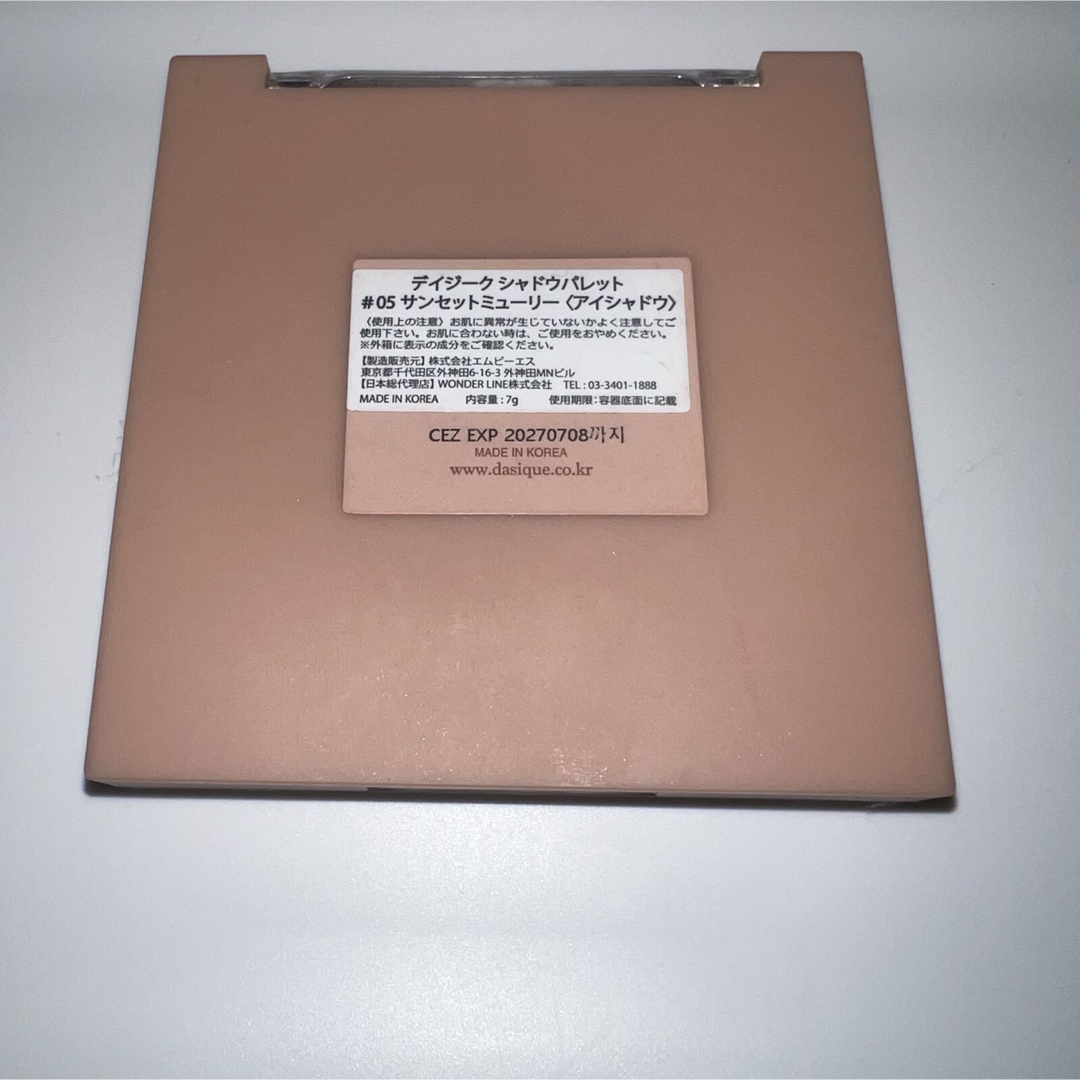 デイジーク シャドウパレット
#05 サンセットミューリー〈アイシャドウ〉
〈使用上の注意〉お肌に異常が生じていないかよく注意してご
使用下さい。お肌に合わない時は、ご使用をおやめください。
※外箱に表示の成分をご確認ください。
【製造販売元】株式会社エムビーエス
東京都千代田区外神田6-16-3 外神田MNビル
【日本総代理店】WONDER LINE株式会社 TEL : 03-3401-1888
MADE IN KOREA 内容量 : 7g 使用期限 : 容器底面に記載
CEZ EXP 20270708까지
MADE IN KOREA
www.dasique.co.kr